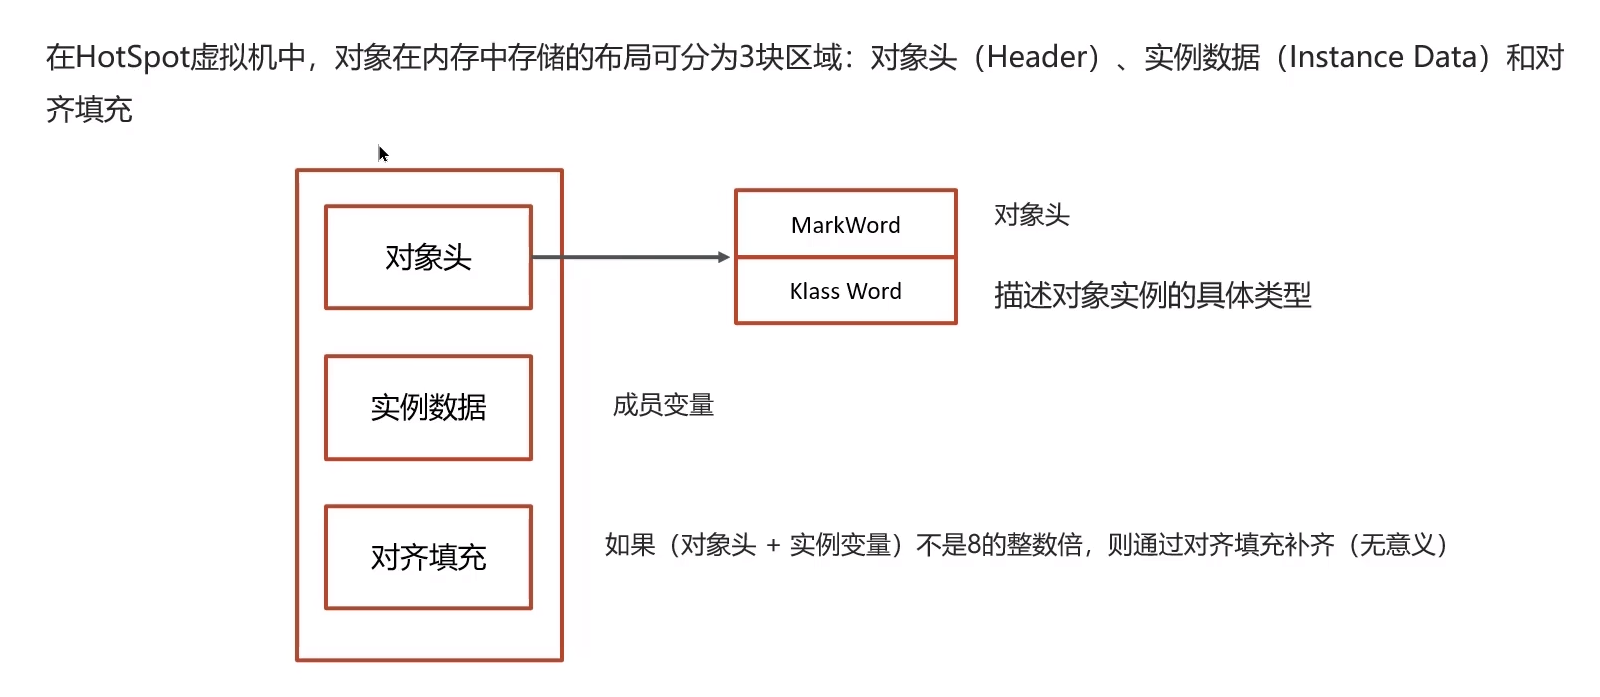 在HotSpot虚拟机中，对象在内存中存储的布局可分为3块区域：对象头（Header）、实例数据（Instance Data）和对
齐填充
对象头
MarkWord
对象头
Klass Word
描述对象实例的具体类型
实例数据
成员变量
对齐填充
如果（对象头 + 实例变量）不是8的整数倍，则通过对齐填充补齐（无意义）